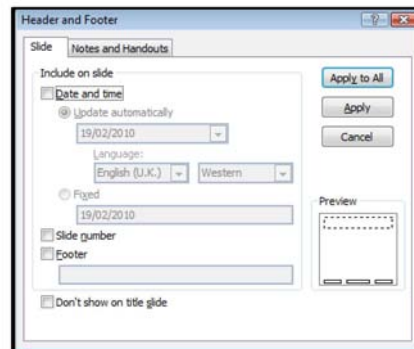 Header and Footer
Slide
Notes and Handouts
Include on slide
Date and time
Update automatically
19/02/2010
Language:
English (U.K.)
Western
Fixed
19/02/2010
Slide number
Footer
Don't show on title slide
Apply to All
Apply
Cancel
Preview